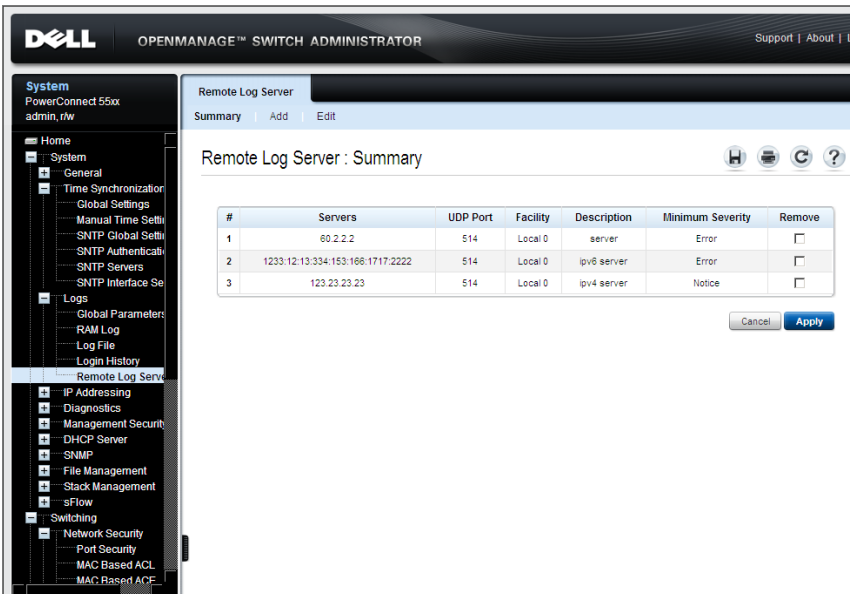 DELL
OPENMANAGE™ SWITCH ADMINISTRATOR
Support | About |
System
PowerConnect 55xx
admin, r/w
Home
System
General
Time Synchronization
Global Settings
Manual Time Settin
SNTP Global Settin
SNTP Authenticati
SNTP Servers
SNTP Interface Se
Logs
Global Parameters
RAM Log
Log File
Login History
Remote Log Serve
IP Addressing
Diagnostics
Management Security
DHCP Server
SNMP
File Management
Stack Management
sFlow
Switching
Network Security
Port Security
MAC Based ACL
MAC Based ACE
Remote Log Server
Summary Add Edit
Remote Log Server : Summary
# Servers UDP Port Facility Description Minimum Severity Remove
1 60.2.2.2 514 Local 0 server Error
2 1233:12:13:334:153:166:1717:2222 514 Local 0 ipv6 server Error
3 123.23.23.23 514 Local 0 ipv4 server Notice
Cancel Apply